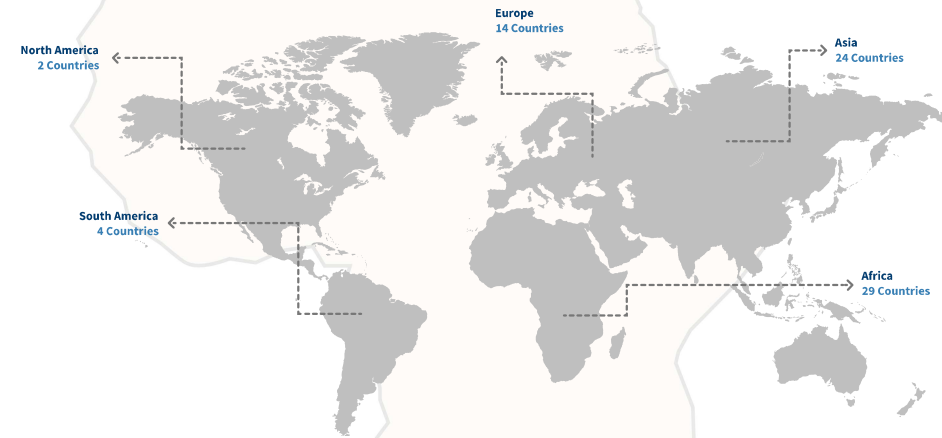 Europe
14 Countries
North America
2 Countries
Asia
24 Countries
South America
4 Countries
Africa
29 Countries